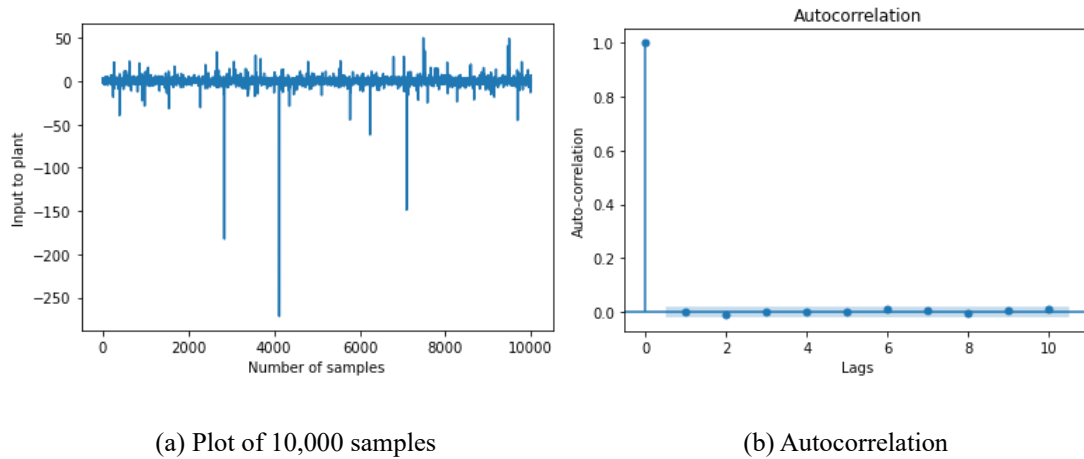 50
0
−50
−100
−150
−200
−250
Input to plant
0 2000 4000 6000 8000 10000
Number of samples
Autocorrelation
1.0
0.8
0.6
0.4
0.2
0.0
Auto-correlation
0 2 4 6 8 10
Lags
(a) Plot of 10,000 samples
(b) Autocorrelation